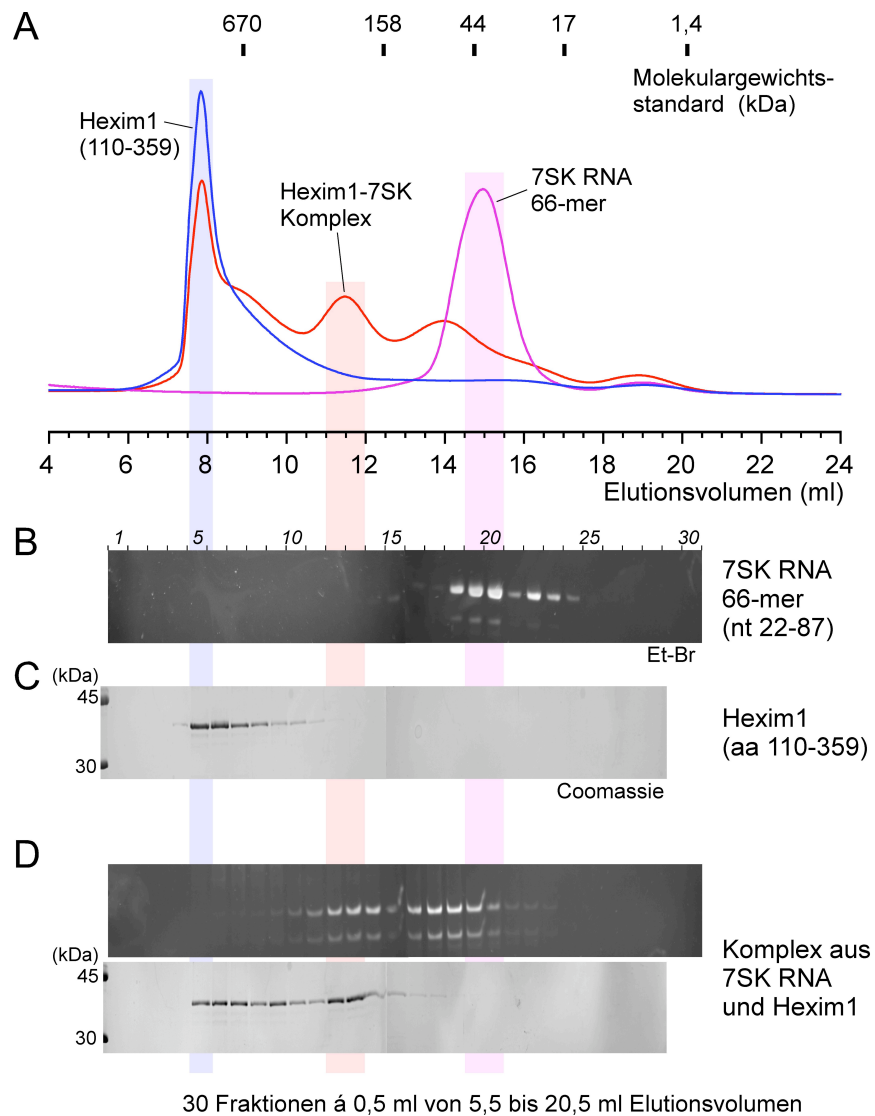 A
670 158 44 17 1,4
Molekulargewichts-
standard (kDa)
Hexim1
(110-359)
Hexim1-7SK
Komplex
7SK RNA
66-mer
4 6 8 10 12 14 16 18 20 22 24
Elutionsvolumen (ml)
B
1 5 10 15 20 25 30
7SK RNA
66-mer
(nt 22-87)
Et-Br
C
(kDa)
45
30
Hexim1
(aa 110-359)
Coomassie
D
(kDa)
45
30
Komplex aus
7SK RNA
und Hexim1
30 Fraktionen á 0,5 ml von 5,5 bis 20,5 ml Elutionsvolumen